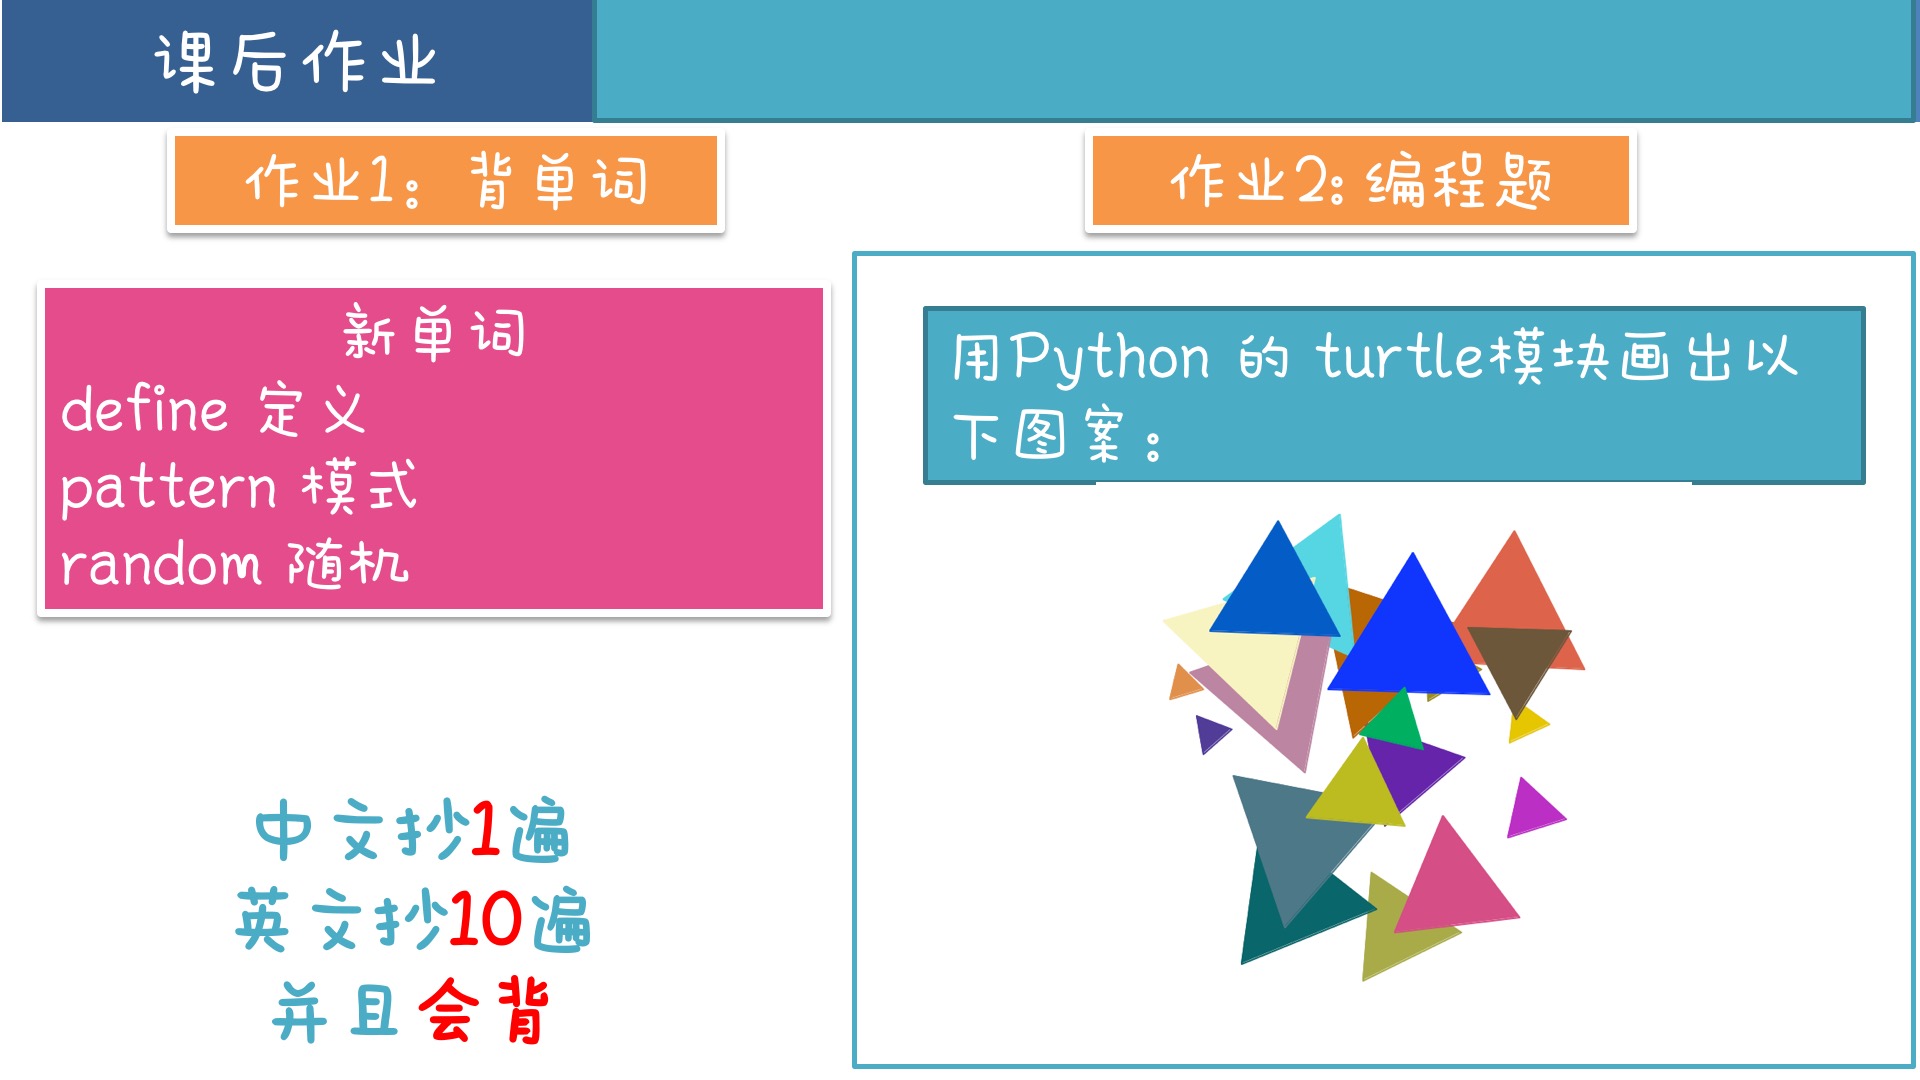 课后作业
作业1：背单词
作业2:编程题
新单词
define 定义
pattern 模式
random 随机
中文抄1遍
英文抄10遍
并且会背
用Python 的 turtle模块画出以
下图案：